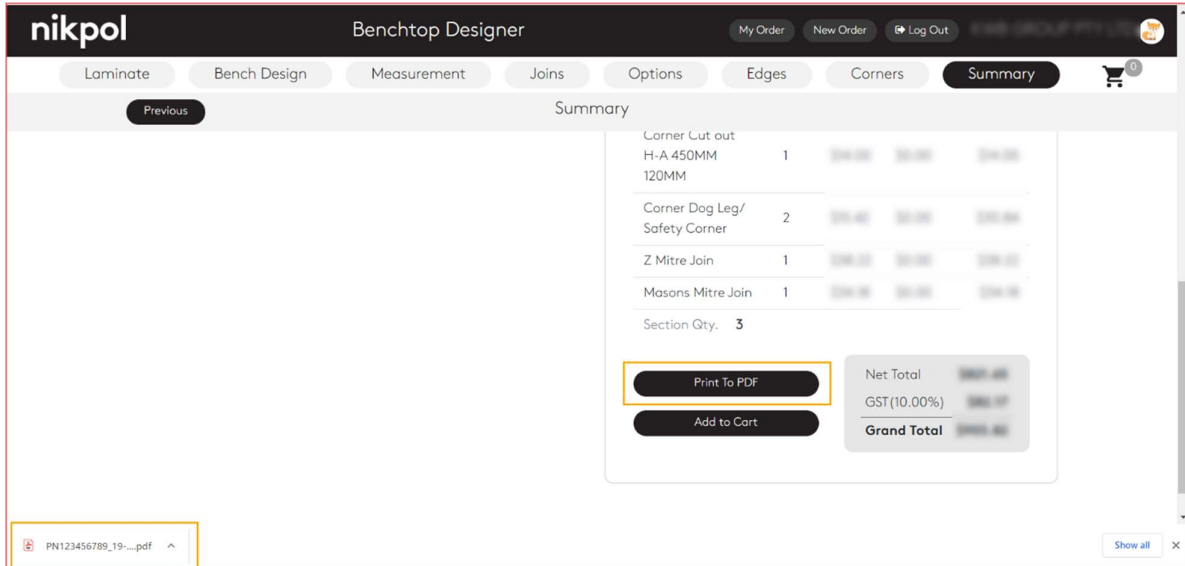 nikpol
Benchtop Designer
My Order New Order Log Out
Laminate Bench Design Measurement Joins Options Edges Corners Summary 0
Previous Summary
Corner Cut out
H-A 450MM 1
120MM
Corner Dog Leg/ 2
Safety Corner
Z Mitre Join 1
Masons Mitre Join 1
Section Qty. 3
Print To PDF
Add to Cart
Net Total
GST(10.00%)
Grand Total
PN123456789_19-....pdf
Show all